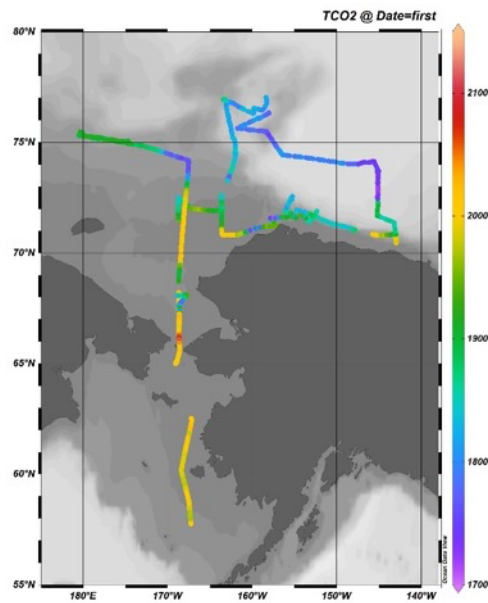 TCO2 @ Date=first
80°N
75°N
70°N
65°N
60°N
55°N
180°E
170°W
160°W
150°W
140°W
2100
2000
1900
1800
1700
Ocean Data View